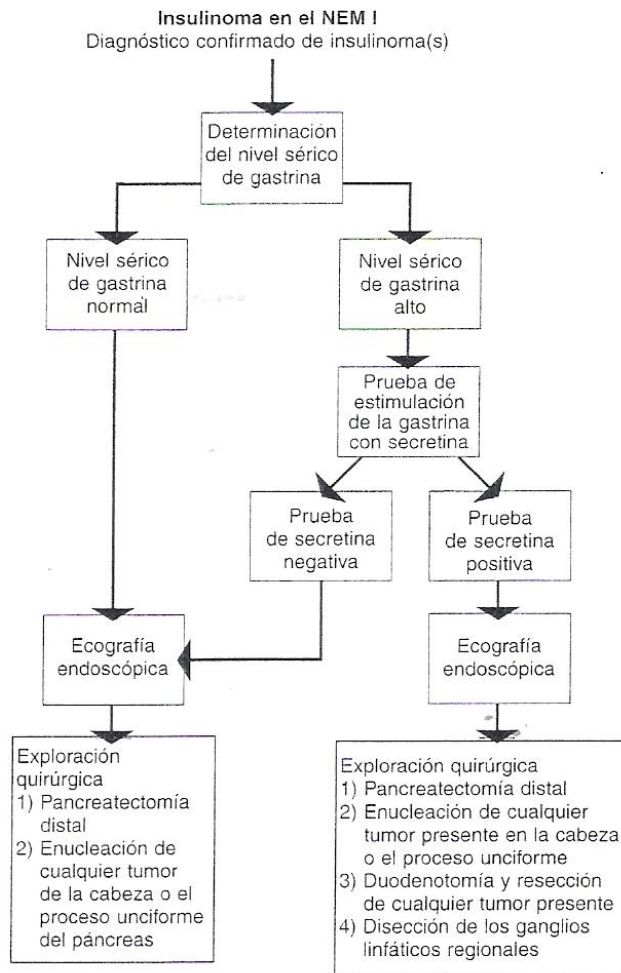 Insulinoma en el NEM I
Diagnóstico confirmado de insulinoma(s)
Determinación
del nivel sérico
de gastrina
Nivel sérico
de gastrina
normal
Nivel sérico
de gastrina
alto
Prueba de
estimulación
de la gastrina
con secretina
Prueba
de secretina
negativa
Prueba
de secretina
positiva
Ecografía
endoscópica
Ecografía
endoscópica
Exploración
quirúrgica
1) Pancreatectomía
distal
2) Enucleación de
cualquier tumor
de la cabeza o el
proceso unciforme
del páncreas
Exploración quirúrgica
1) Pancreatectomía distal
2) Enucleación de cualquier
tumor presente en la cabeza
o el proceso unciforme
3) Duodenotomía y resección
de cualquier tumor presente
4) Disección de los ganglios
linfáticos regionales